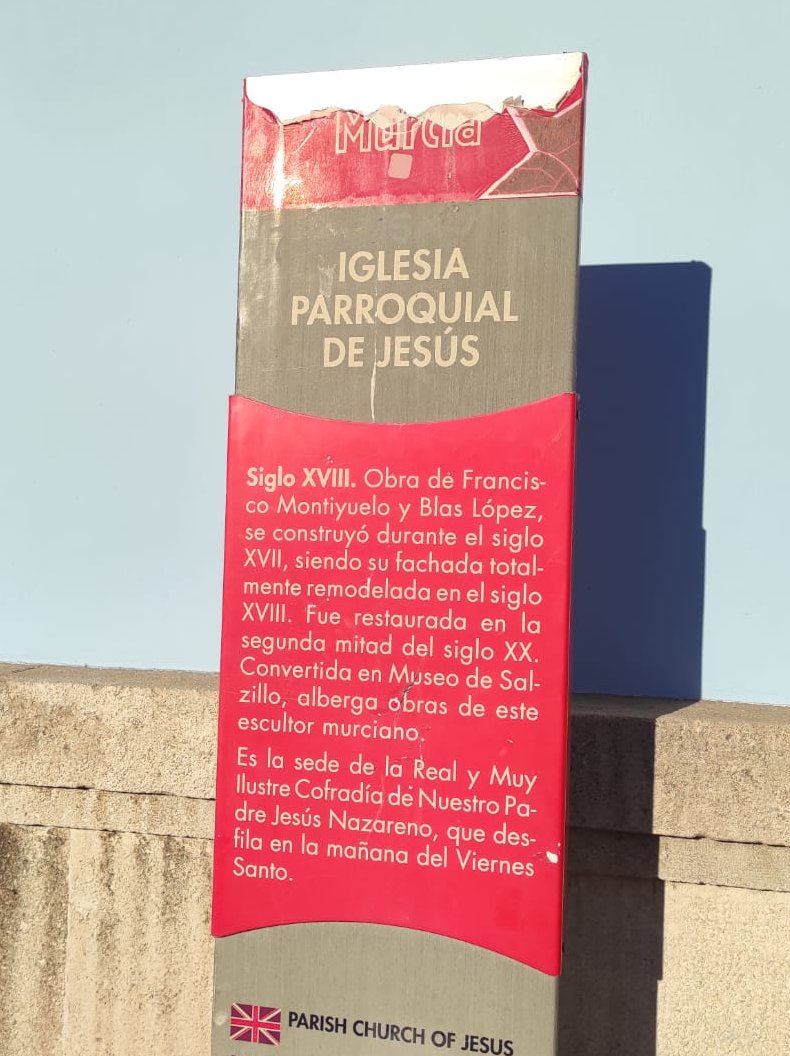 Murcia
IGLESIA
PARROQUIAL
DE JESÚS
Siglo XVIII. Obra de Francis-
co Montiyuelo y Blas López,
se construyó durante el siglo
XVII, siendo su fachada total-
mente remodelada en el siglo
XVIII. Fue restaurada en la
segunda mitad del siglo XX.
Convertida en Museo de Sal-
zillo, alberga obras de este
escultor murciano.
Es la sede de la Real y Muy
Ilustre Cofradía de Nuestro Pa-
dre Jesús Nazareno, que des-
fila en la mañana del Viernes
Santo.
PARISH CHURCH OF JESUS